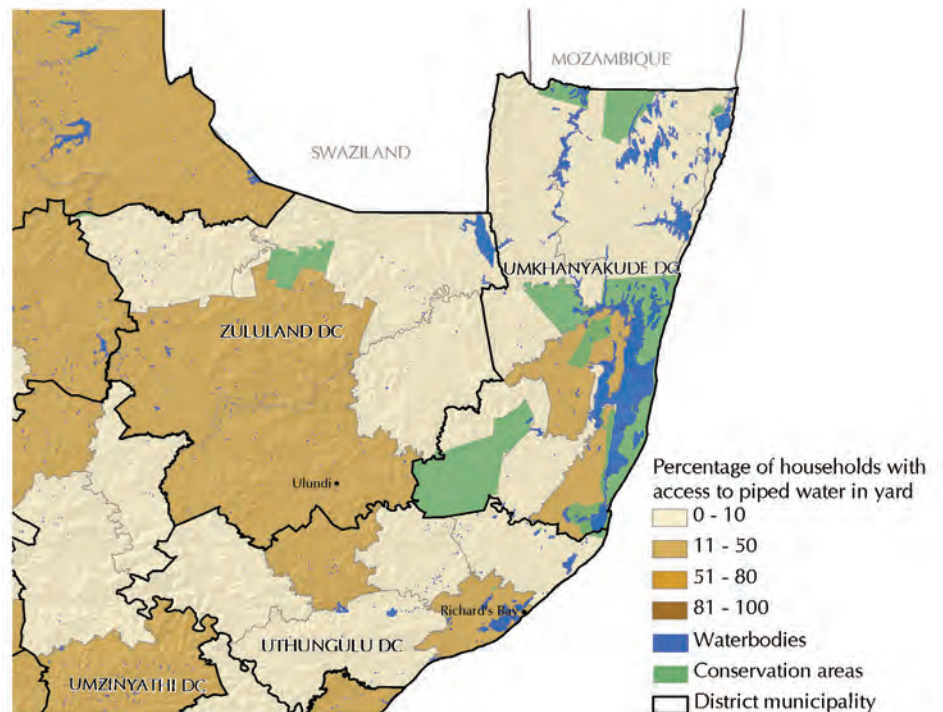 MOZAMBIQUE
SWAZILAND
UMKHANYAKUDE DC
ZULULAND DC
Ulundi
Richard's Bay
UTHUNGULU DC
UMZINYATHI DC
Percentage of households with
access to piped water in yard
0 - 10
11 - 50
51 - 80
81 - 100
Waterbodies
Conservation areas
District municipality